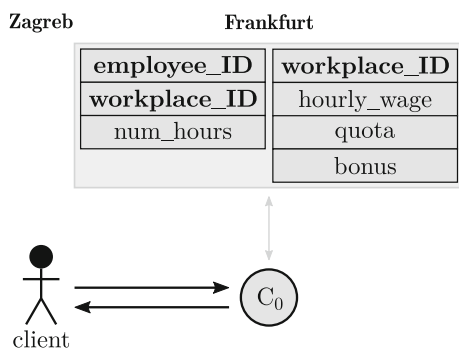 Zagreb Frankfurt
employee_ID
workplace_ID
num_hours
workplace_ID
hourly_wage
quota
bonus
C0
client